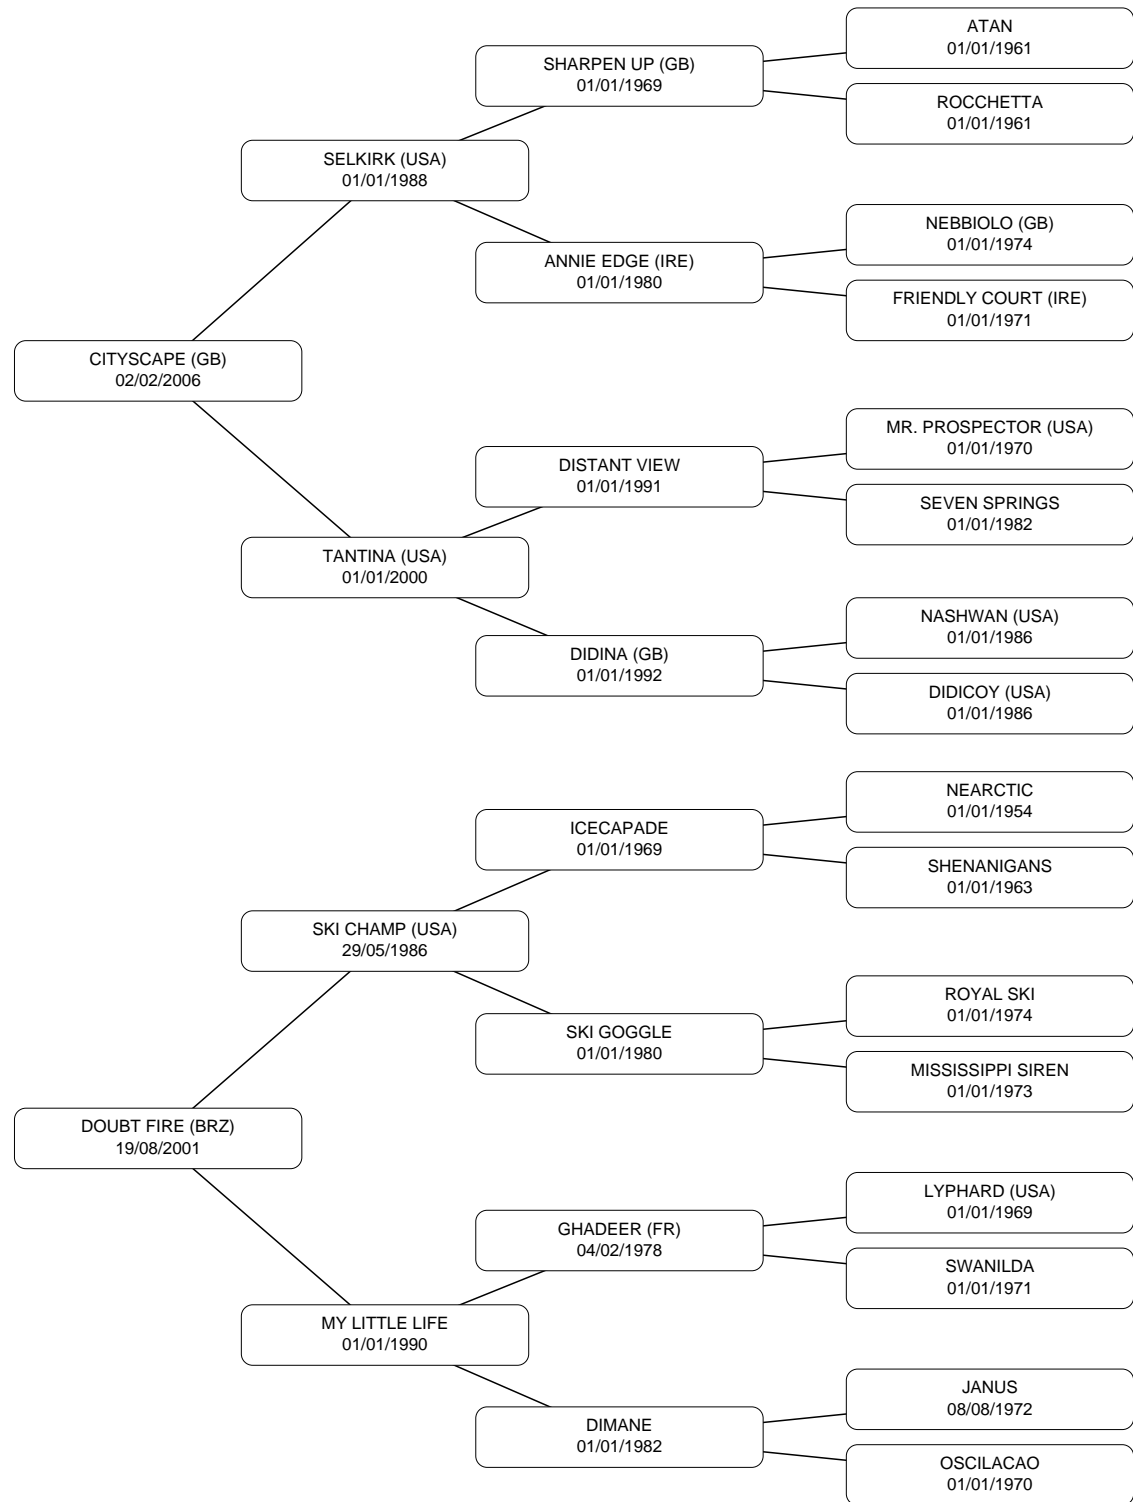 ATAN
01/01/1961
SHARPEN UP (GB)
01/01/1969
ROCCHETTA
01/01/1961
SELKIRK (USA)
01/01/1988
NEBBIOLO (GB)
01/01/1974
ANNIE EDGE (IRE)
01/01/1980
FRIENDLY COURT (IRE)
01/01/1971
CITYSCAPE (GB)
02/02/2006
MR. PROSPECTOR (USA)
01/01/1970
DISTANT VIEW
01/01/1991
SEVEN SPRINGS
01/01/1982
TANTINA (USA)
01/01/2000
NASHWAN (USA)
01/01/1986
DIDINA (GB)
01/01/1992
DIDICOY (USA)
01/01/1986
NEARCTIC
01/01/1954
ICECAPADE
01/01/1969
SHENANIGANS
01/01/1963
SKI CHAMP (USA)
29/05/1986
ROYAL SKI
01/01/1974
SKI GOGGLE
01/01/1980
MISSISSIPPI SIREN
01/01/1973
DOUBT FIRE (BRZ)
19/08/2001
LYPHARD (USA)
01/01/1969
GHADEER (FR)
04/02/1978
SWANILDA
01/01/1971
MY LITTLE LIFE
01/01/1990
JANUS
08/08/1972
DIMANE
01/01/1982
OSCILACAO
01/01/1970